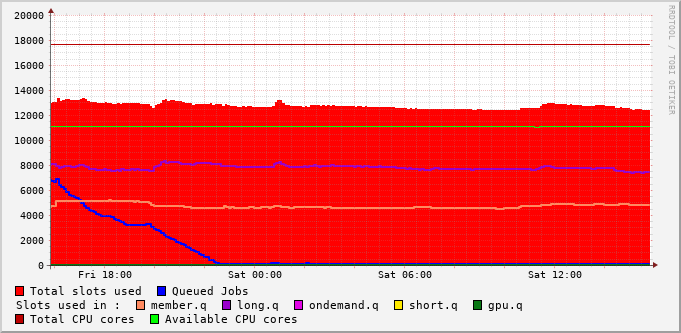 20000
18000
16000
14000
12000
10000
8000
6000
4000
2000
0
Fri 18:00 Sat 00:00 Sat 06:00 Sat 12:00
RRDTOOL / TOBI OETIKER
Total slots used Queued Jobs
Slots used in : member.q long.q ondemand.q short.q gpu.q
Total CPU cores Available CPU cores